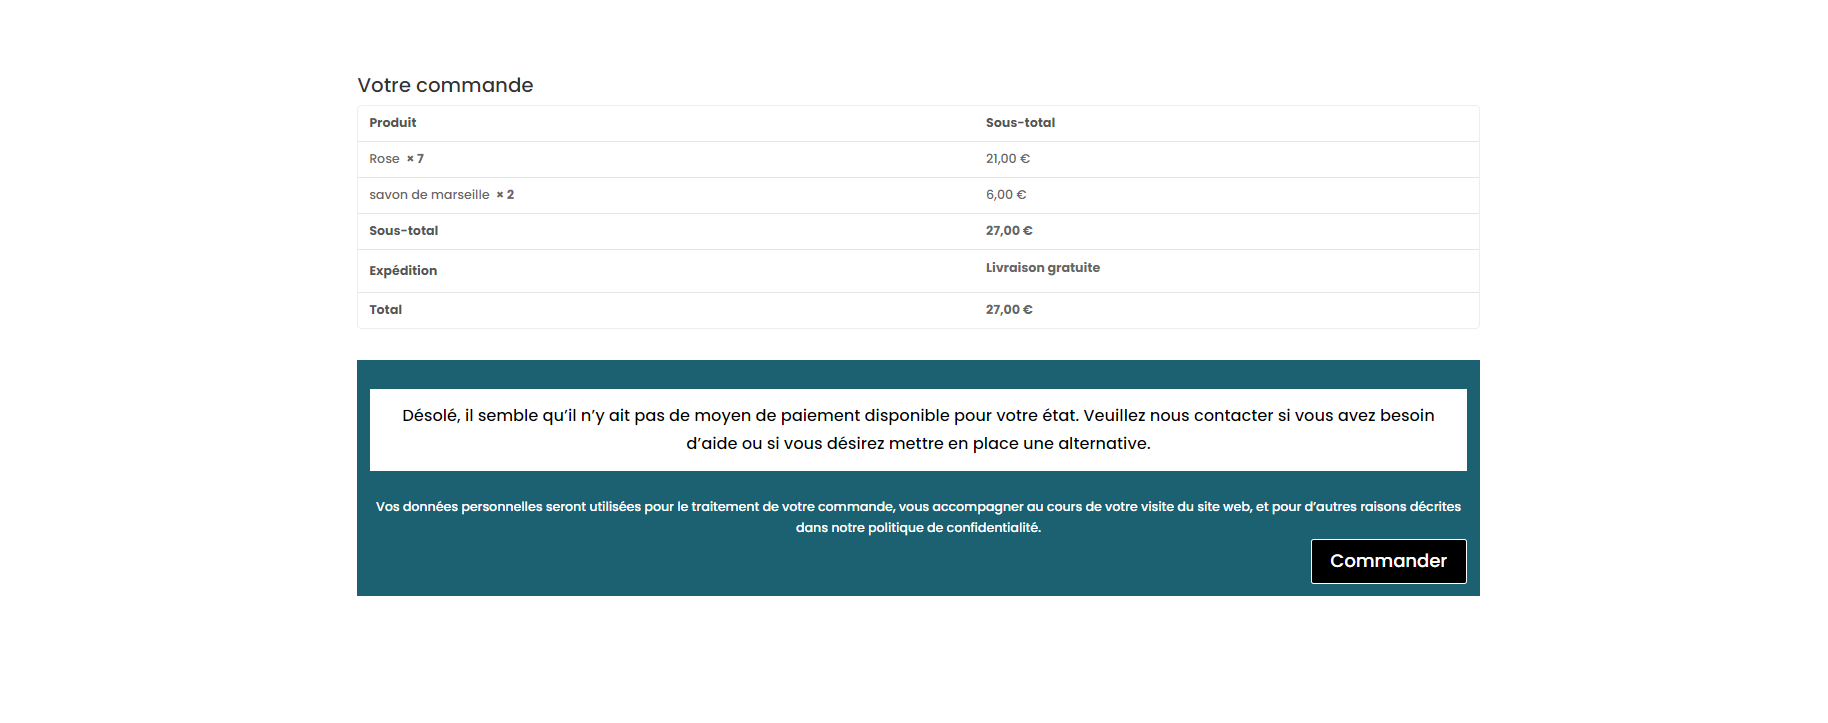 Votre commande
Produit Sous-total
Rose × 7 21,00 €
savon de marseille × 2 6,00 €
Sous-total 27,00 €
Expédition Livraison gratuite
Total 27,00 €
Désolé, il semble qu’il n’y ait pas de moyen de paiement disponible pour votre état. Veuillez nous contacter si vous avez besoin
d’aide ou si vous désirez mettre en place une alternative.
Vos données personnelles seront utilisées pour le traitement de votre commande, vous accompagner au cours de votre visite du site web, et pour d’autres raisons décrites
dans notre politique de confidentialité.
Commander